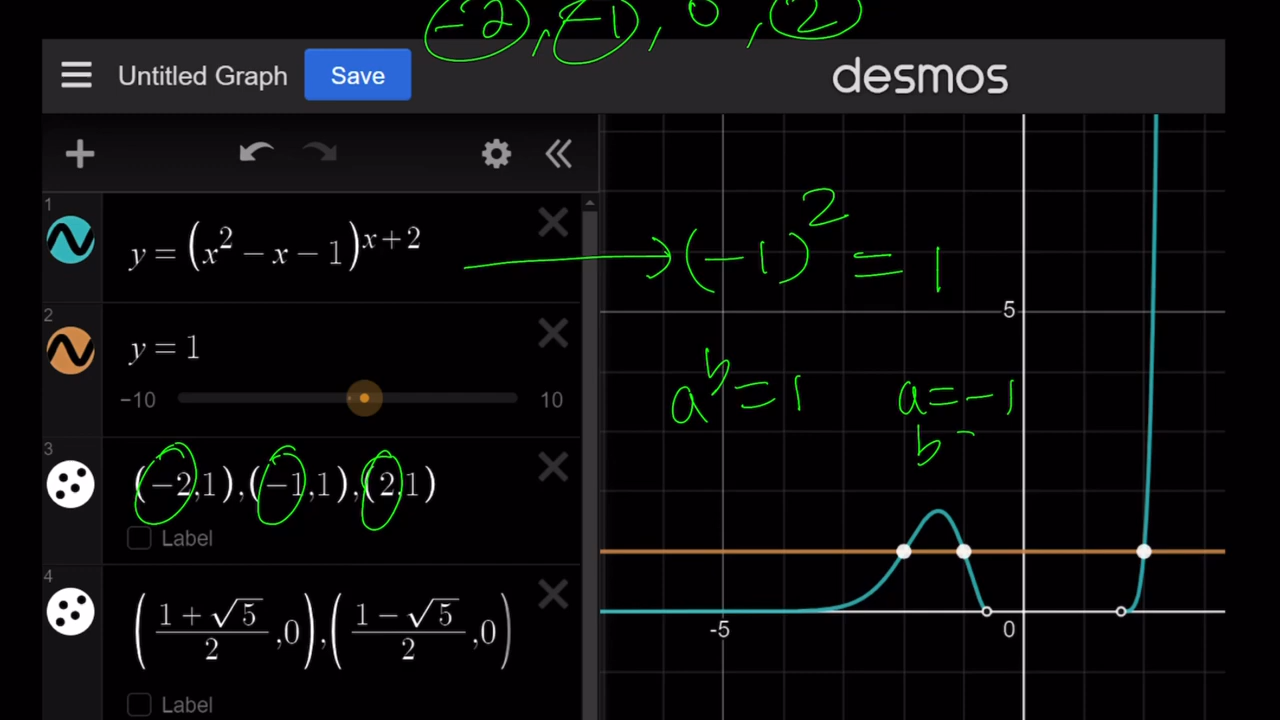 -2, -1, 0, 2
Untitled Graph Save desmos
1
y = (x² − x − 1)^(x+2)
→ (-1)² = 1
2
y = 1
−10 10
a^b = 1 a = -1
b =
3
(−2,1),(−1,1),(2,1)
Label
4
((1+√5)/2,0),((1−√5)/2,0)
Label
5
-5 0